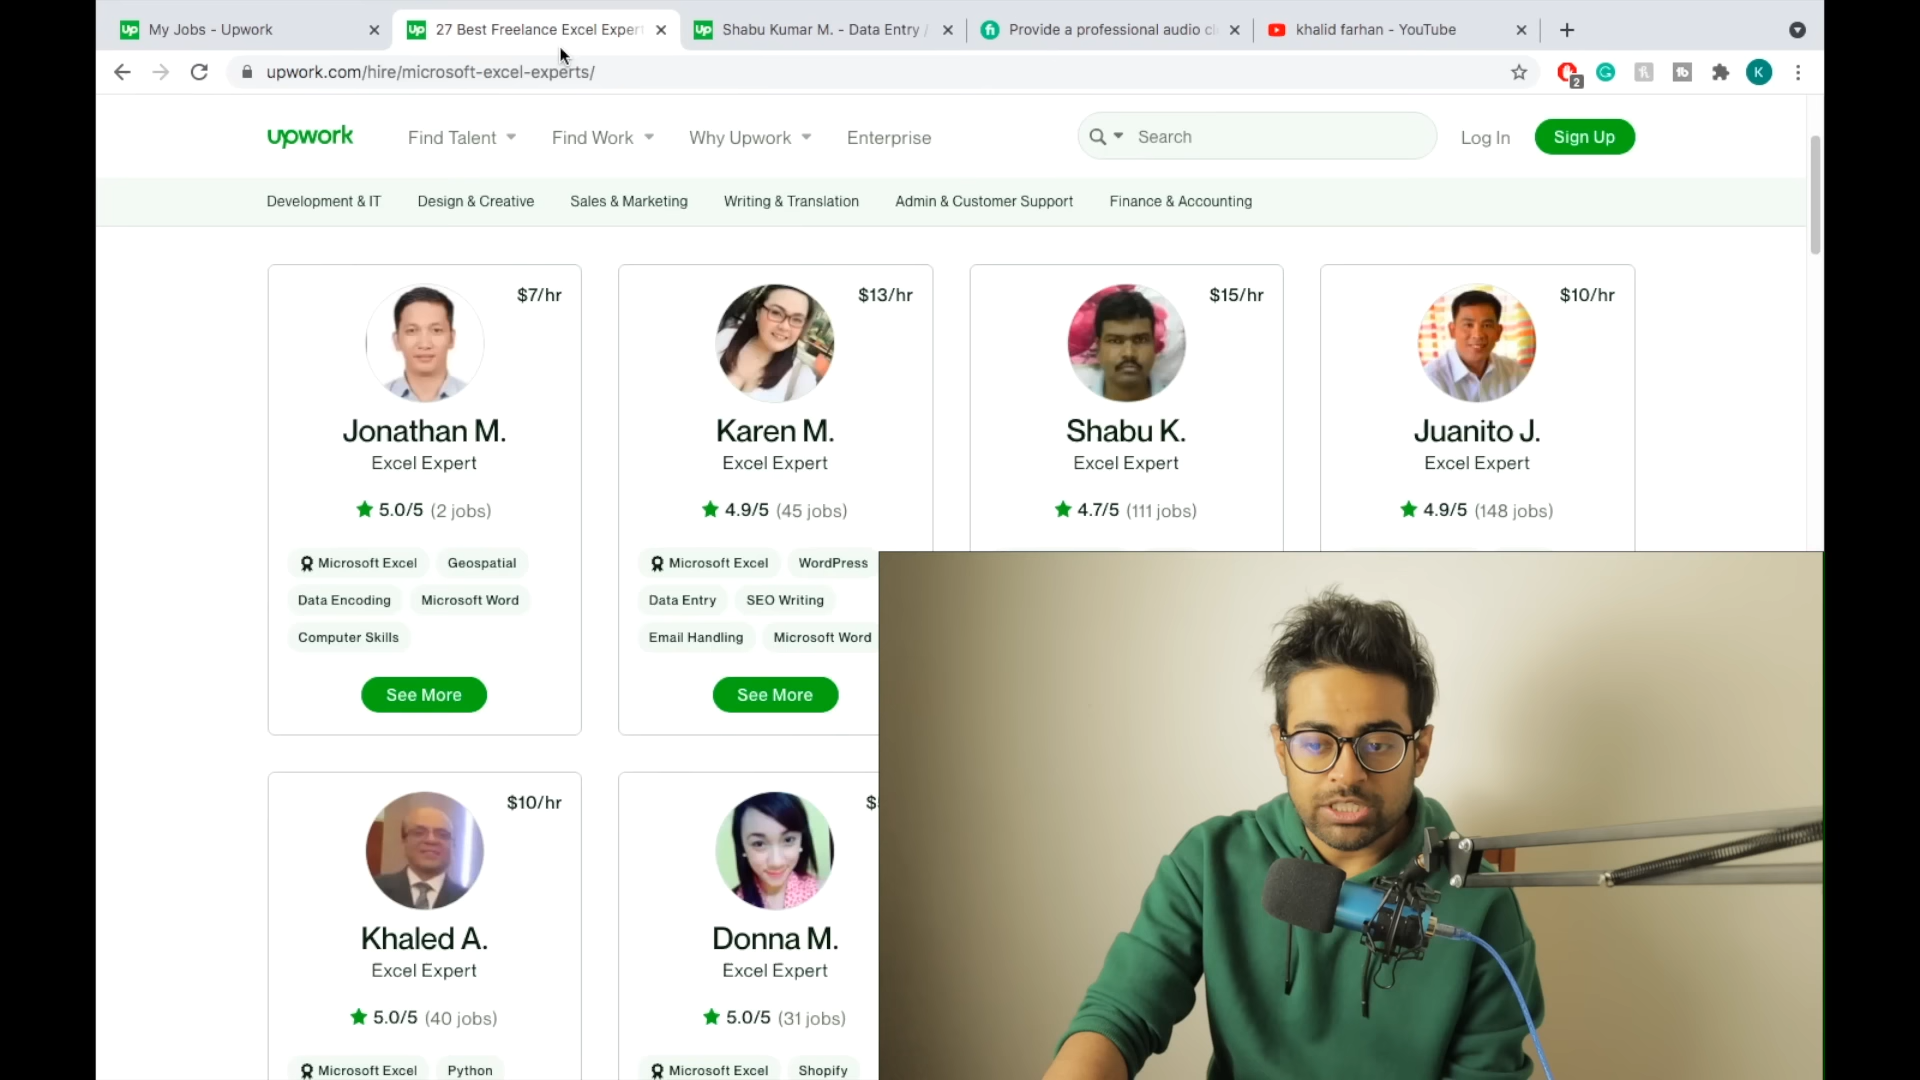 My Jobs - Upwork
27 Best Freelance Excel Exper
Shabu Kumar M. - Data Entry /
Provide a professional audio cl
khalid farhan - YouTube
upwork.com/hire/microsoft-excel-experts/
2
K
upwork
Find Talent
Find Work
Why Upwork
Enterprise
Search
Log In
Sign Up
Development & IT
Design & Creative
Sales & Marketing
Writing & Translation
Admin & Customer Support
Finance & Accounting
$7/hr
Jonathan M.
Excel Expert
5.0/5 (2 jobs)
Microsoft Excel
Geospatial
Data Encoding
Microsoft Word
Computer Skills
See More
$13/hr
Karen M.
Excel Expert
4.9/5 (45 jobs)
Microsoft Excel
WordPress
Data Entry
SEO Writing
Email Handling
Microsoft Word
See More
$15/hr
Shabu K.
Excel Expert
4.7/5 (111 jobs)
$10/hr
Juanito J.
Excel Expert
4.9/5 (148 jobs)
$10/hr
Khaled A.
Excel Expert
5.0/5 (40 jobs)
Microsoft Excel
Python
$
Donna M.
Excel Expert
5.0/5 (31 jobs)
Microsoft Excel
Shopify